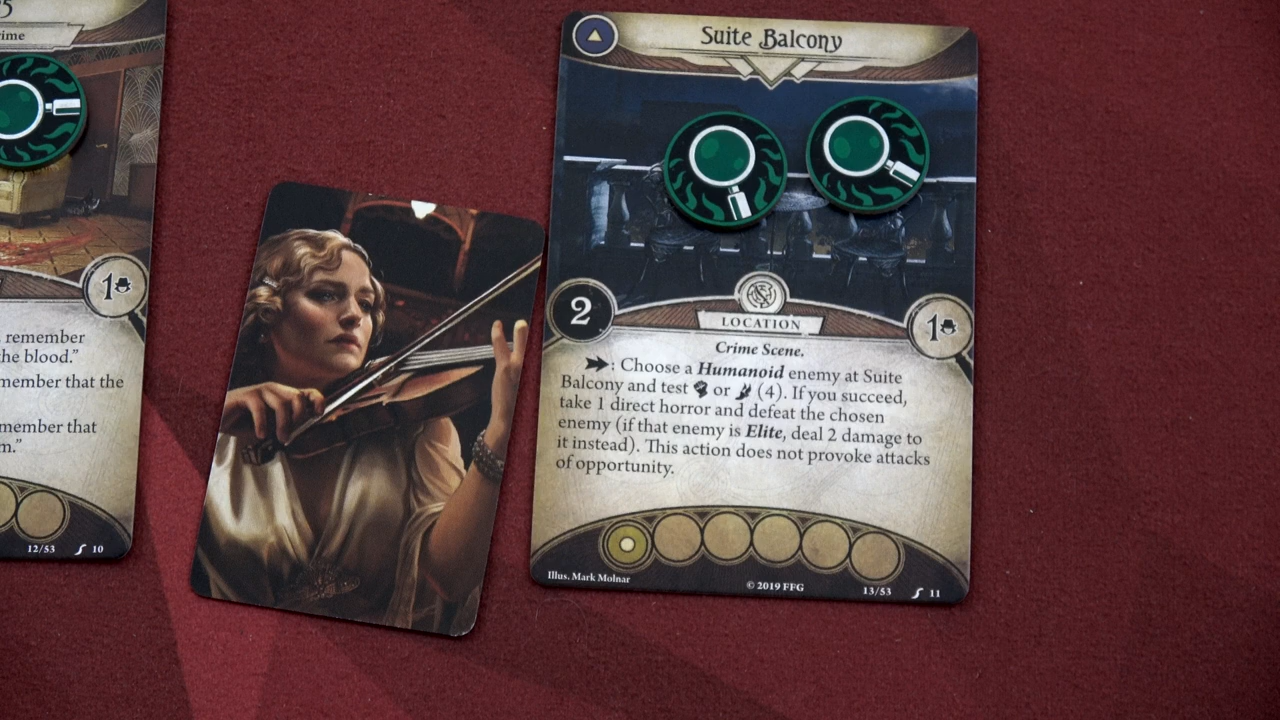 5
ime
1
remember
the blood."
member that the
member that
m."
12/53 10
Suite Balcony
2
1
LOCATION
Crime Scene.
: Choose a Humanoid enemy at Suite
Balcony and test or (4). If you succeed,
take 1 direct horror and defeat the chosen
enemy (if that enemy is Elite, deal 2 damage to
it instead). This action does not provoke attacks
of opportunity.
Illus. Mark Molnar © 2019 FFG 13/53 11